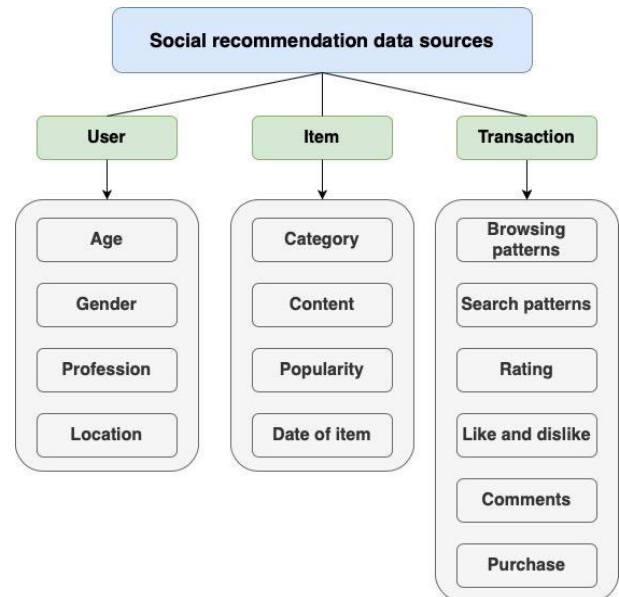 Social recommendation data sources
User
Item
Transaction
Age
Gender
Profession
Location
Category
Content
Popularity
Date of item
Browsing
patterns
Search patterns
Rating
Like and dislike
Comments
Purchase